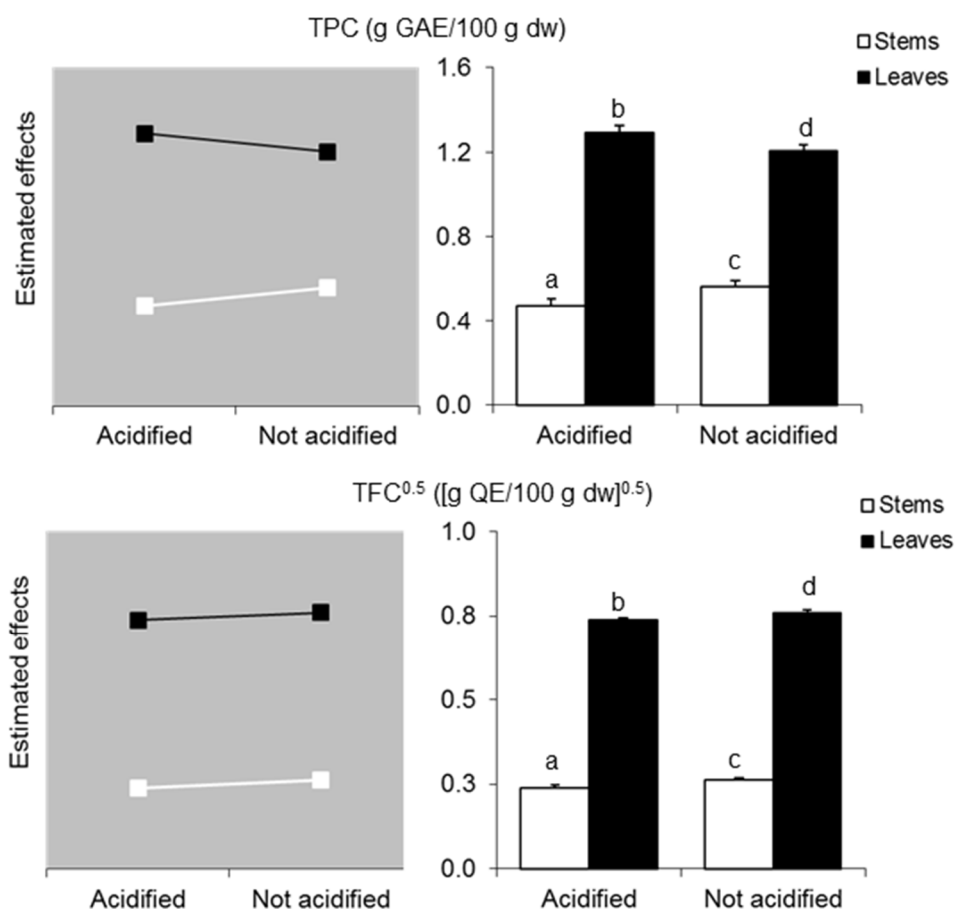 TPC (g GAE/100 g dw)
Stems
Leaves
Estimated effects
Acidified
Not acidified
1.6
1.2
0.8
0.4
0.0
a
b
c
d
Acidified
Not acidified
TFC0.5 ([g QE/100 g dw]0.5)
Stems
Leaves
Estimated effects
Acidified
Not acidified
1.0
0.8
0.5
0.3
0.0
a
b
c
d
Acidified
Not acidified